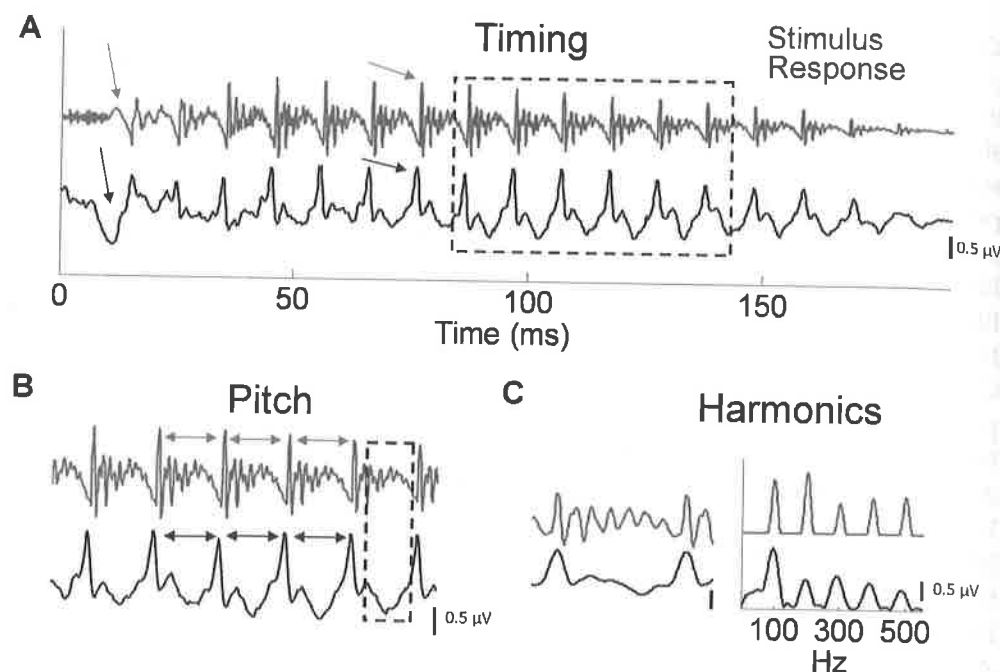 A
Timing
Stimulus
Response
0.5 μV
0
50
100
150
Time (ms)
B
Pitch
0.5 μV
C
Harmonics
0.5 μV
100 300 500
Hz